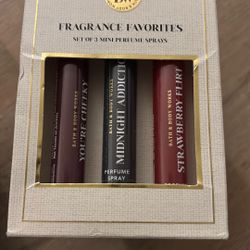 FRAGRANCE FAVORITES
SET OF 3 MINI PERFUME SPRAYS
BATH & BODY WORKS
YOU'RE CHEEKY
BATH & BODY WORKS
MIDNIGHT ADDICTIO
PERFUME
SPRAY
BATH & BODY WORKS
STRAWBERRY FLIRT